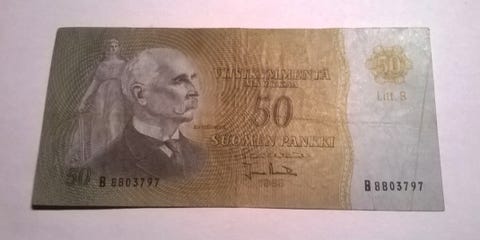 VIISIKYMMENTÄ
MARKKAA
50
SUOMEN PANKKI
50
Litt. B
50 B 8803797
B 8803797